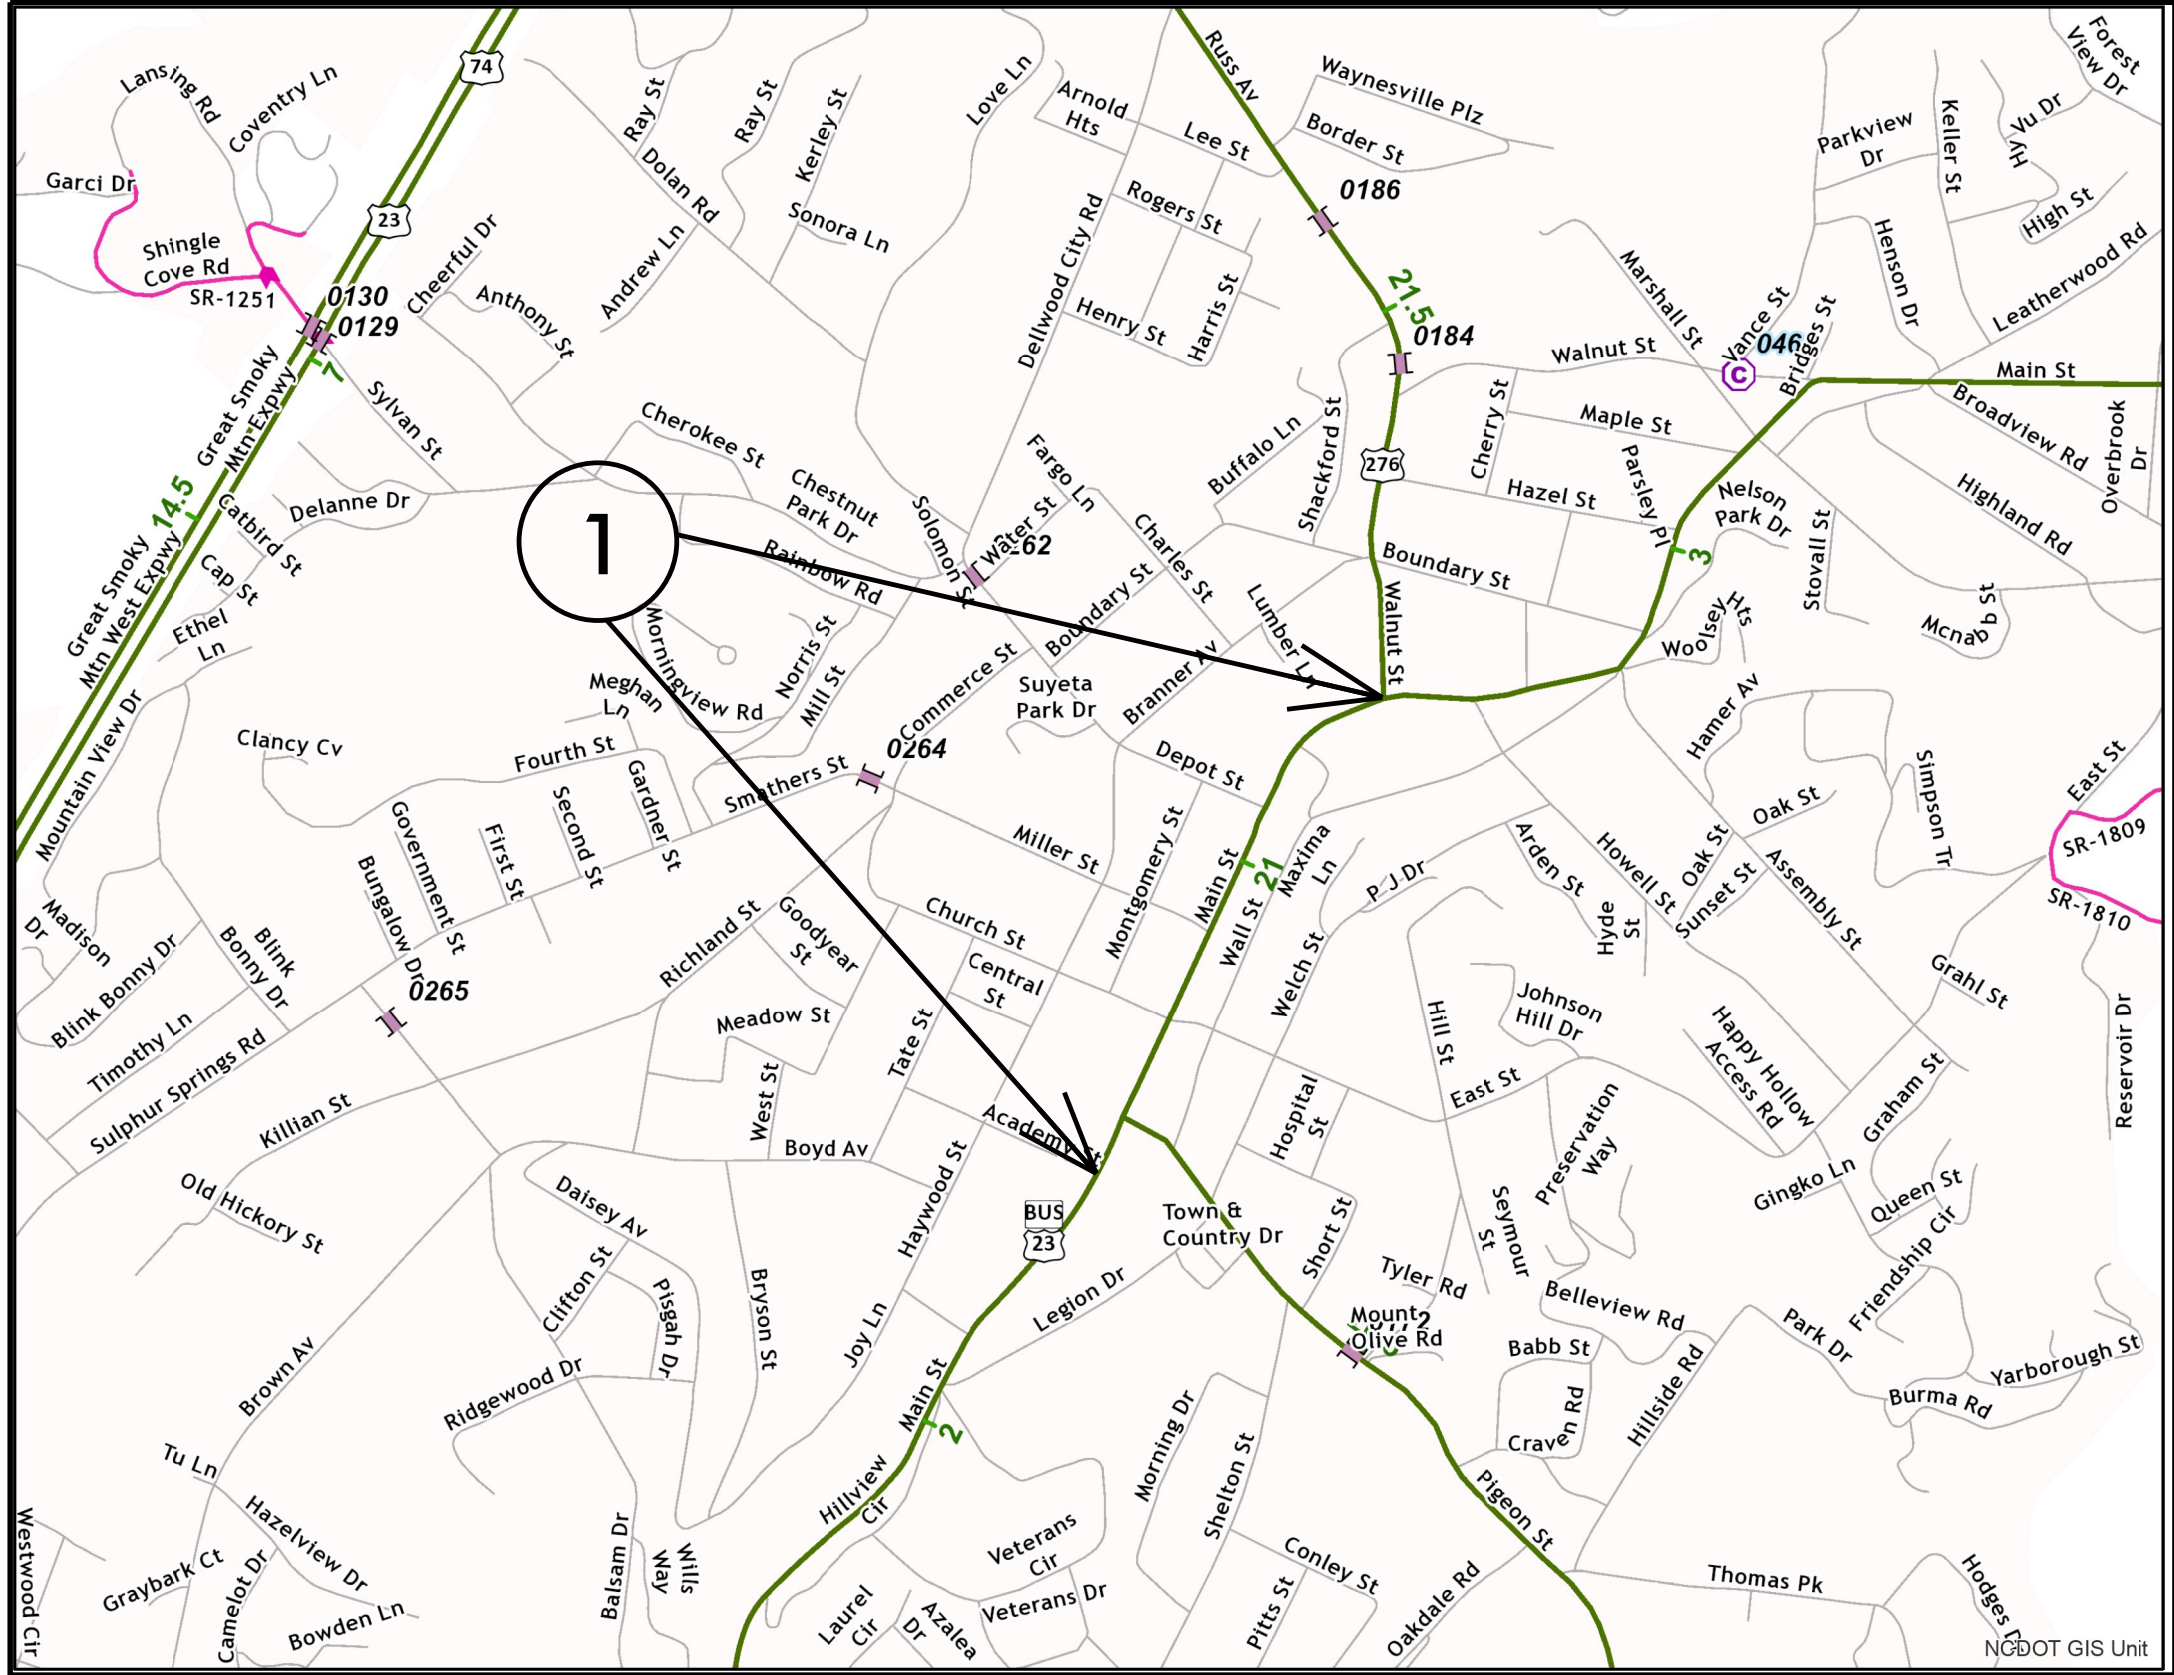 74
Russ Av
Waynesville Plz
Forest
View Dr
Lansing Rd
Coventry Ln
Ray St
Ray St
Kerley St
Love Ln
Arnold
Hts
Lee St
Border St
Parkview
Dr
Keller St
Hy Vu Dr
Garci Dr
Dolan Rd
Rogers St
0186
High St
23
Shingle
Cove Rd
SR-1251
Cheerful Dr
Sonora Ln
Andrew Ln
Dellwood City Rd
Marshall St
Henson Dr
Leatherwood Rd
0130
0129
7
Anthony St
Henry St
Harris St
21.5
0184
Walnut St
Vance St
046
C
Bridges St
Main St
Great Smoky
Mtn Expwy
Sylvan St
Cherokee St
Fargo Ln
Buffalo Ln
Shackford St
Cherry St
Maple St
Broadview Rd
Overbrook
Dr
14.5
276
Parsley Pl
Catbird St
Delanne Dr
Chestnut
Park Dr
Solomon St
Water St
Charles St
Hazel St
Nelson
Park Dr
Highland Rd
Great Smoky
Mtn West Expwy
1
Rainbow Rd
Boundary St
3
Stovall St
Cap St
Ethel
Ln
Morningview Rd
Norris St
Boundary St
Lumber Ln
Walnut St
Woolsey
Hts
Mcnabb St
Mill St
Meghan
Ln
Commerce St
Suyeta
Park Dr
Branner Av
Hamer Av
Mountain View Dr
Clancy Cv
Fourth St
0264
Smathers St
Depot St
East St
Gardner St
Second St
Government St
First St
Simpson Tr
Oak St
SR-1809
Bungalow Dr
Miller St
Montgomery St
Main St
21
Maxima
Ln
P J Dr
Arden St
Howell St
Oak St
Sunset St
Assembly St
SR-1810
Madison
Dr
Blink Bonny Dr
Blink
Bonny Dr
Richland St
Goodyear
St
Church St
Wall St
Welch St
Hyde
St
0265
Central
St
Grahl St
Timothy Ln
Sulphur Springs Rd
Meadow St
Tate St
Hill St
Johnson
Hill Dr
Happy Hollow
Access Rd
Reservoir Dr
Killian St
West St
Boyd Av
Academy St
Hospital
St
East St
Preservation
Way
Graham St
Old Hickory St
Daisey Av
Haywood St
Gingko Ln
Queen St
BUS
23
Town &
Country Dr
Short St
Seymour
St
Clifton St
Pisgah Dr
Bryson St
Joy Ln
Legion Dr
Tyler Rd
Belleview Rd
Friendship Cir
Mount
Olive Rd
Babb St
Park Dr
Yarborough St
Brown Av
Ridgewood Dr
Main St
2
Morning Dr
Craven Rd
Hillside Rd
Burma Rd
Tu Ln
Hillview
Cir
Shelton St
Pigeon St
Hazelview Dr
Westwood Cir
Graybark Ct
Camelot Dr
Bowden Ln
Balsam Dr
Wills
Way
Veterans
Cir
Veterans Dr
Laurel
Cir
Azalea
Dr
Conley St
Pitts St
Oakdale Rd
Thomas Pk
Hodges
NCDOT GIS Unit